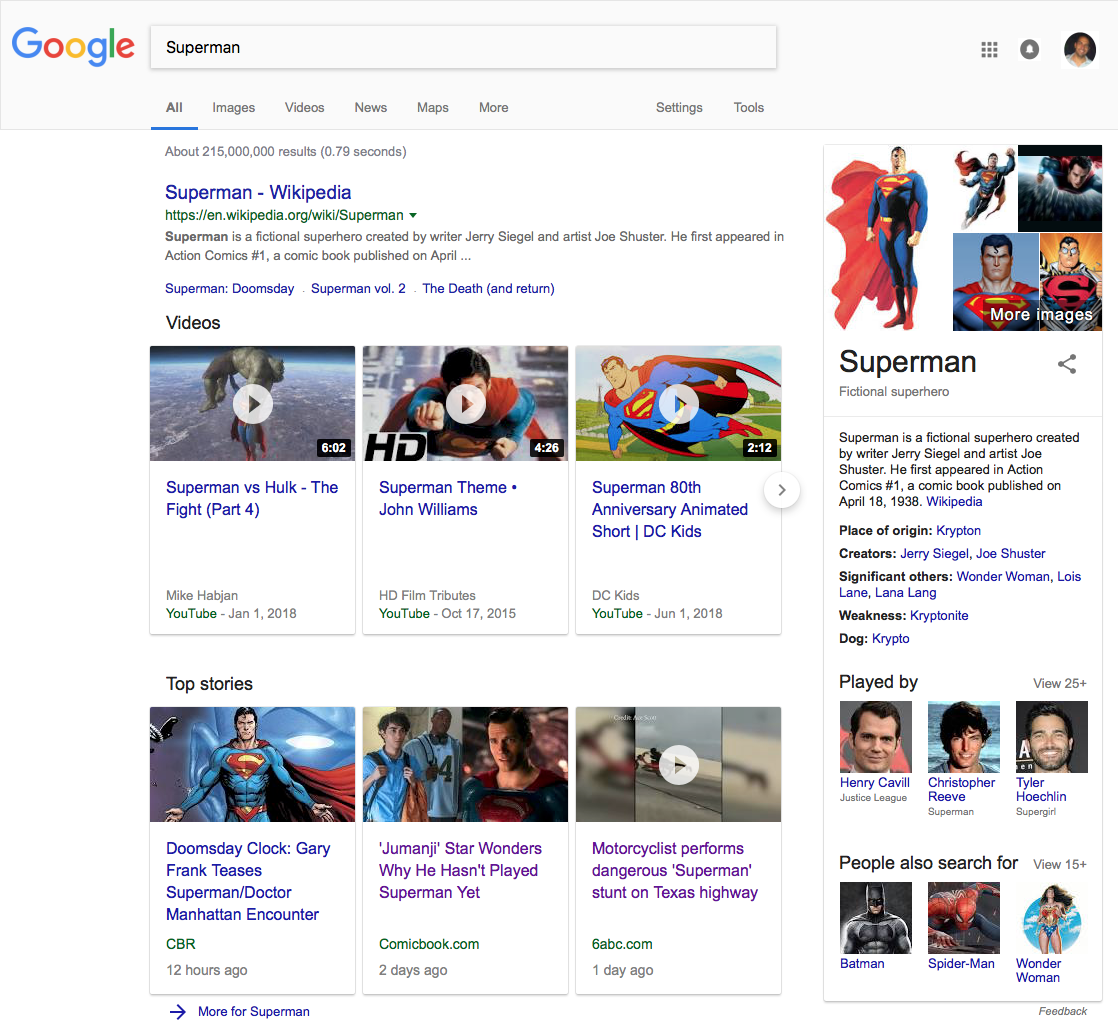 Google
Superman
All Images Videos News Maps More Settings Tools
About 215,000,000 results (0.79 seconds)
Superman - Wikipedia
https://en.wikipedia.org/wiki/Superman
Superman is a fictional superhero created by writer Jerry Siegel and artist Joe Shuster. He first appeared in
Action Comics #1, a comic book published on April ...
Superman: Doomsday . Superman vol. 2 . The Death (and return)
Videos
6:02
Superman vs Hulk - The
Fight (Part 4)
Mike Habjan
YouTube - Jan 1, 2018
HD
4:26
Superman Theme •
John Williams
HD Film Tributes
YouTube - Oct 17, 2015
2:12
Superman 80th
Anniversary Animated
Short | DC Kids
DC Kids
YouTube - Jun 1, 2018
Top stories
Doomsday Clock: Gary
Frank Teases
Superman/Doctor
Manhattan Encounter
CBR
12 hours ago
'Jumanji' Star Wonders
Why He Hasn't Played
Superman Yet
Comicbook.com
2 days ago
Credit: Ace Scott
Motorcyclist performs
dangerous 'Superman'
stunt on Texas highway
6abc.com
1 day ago
More for Superman
More images
Superman
Fictional superhero
Superman is a fictional superhero created
by writer Jerry Siegel and artist Joe
Shuster. He first appeared in Action
Comics #1, a comic book published on
April 18, 1938. Wikipedia
Place of origin: Krypton
Creators: Jerry Siegel, Joe Shuster
Significant others: Wonder Woman, Lois
Lane, Lana Lang
Weakness: Kryptonite
Dog: Krypto
Played by View 25+
Henry Cavill
Justice League
Christopher
Reeve
Superman
Tyler
Hoechlin
Supergirl
People also search for View 15+
Batman
Spider-Man
Wonder
Woman
Feedback